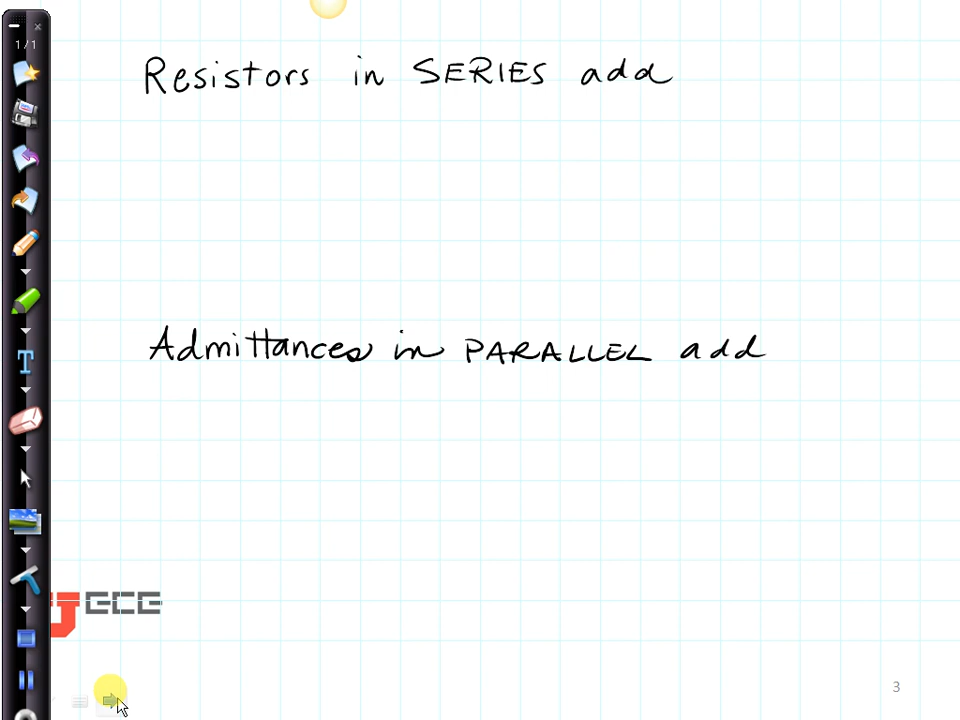 1/1
Resistors in SERIES add
T
Admittances in PARALLEL add
ECE
3